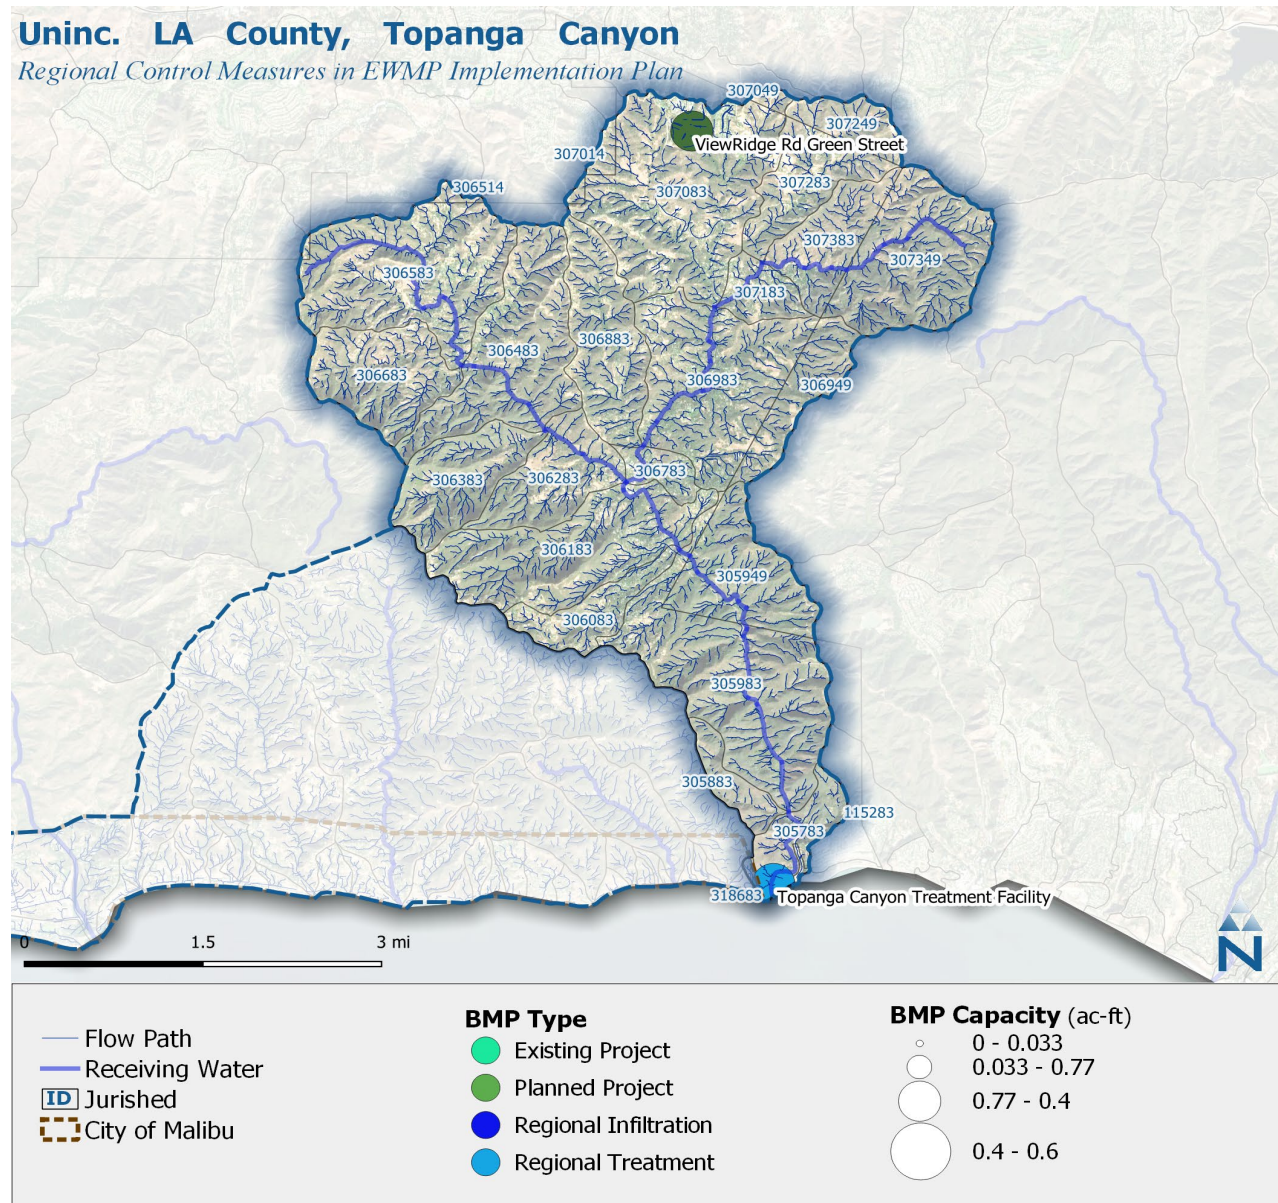 Uninc. LA County, Topanga Canyon
Regional Control Measures in EWMP Implementation Plan
307049
307249
ViewRidge Rd Green Street
307014
307083
307283
306514
307383
307349
306583
307183
306883
306483
306683
306983
306949
306783
306383
306283
306183
305949
306083
305983
305883
115283
305783
318683
Topanga Canyon Treatment Facility
0 1.5 3 mi
N
Flow Path
Receiving Water
ID Jurished
City of Malibu
BMP Type
Existing Project
Planned Project
Regional Infiltration
Regional Treatment
BMP Capacity (ac-ft)
0 - 0.033
0.033 - 0.77
0.77 - 0.4
0.4 - 0.6